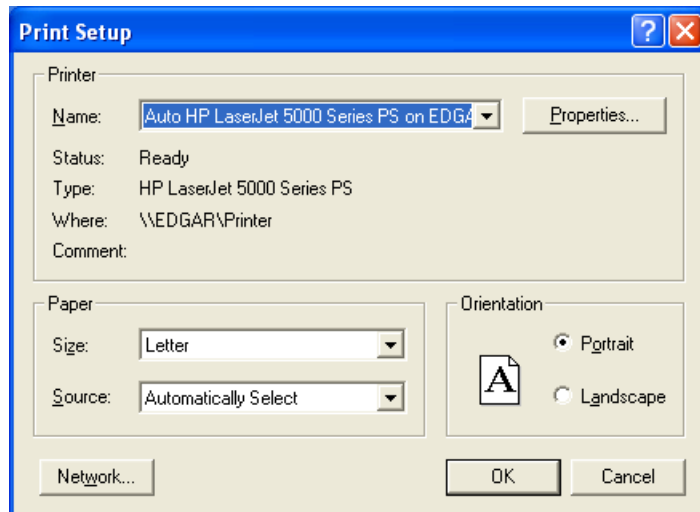 Print Setup
Printer
Name: Auto HP LaserJet 5000 Series PS on EDGA Properties...
Status: Ready
Type: HP LaserJet 5000 Series PS
Where: \\EDGAR\Printer
Comment:
Paper
Size: Letter
Source: Automatically Select
Orientation
A
Portrait
Landscape
Network... OK Cancel